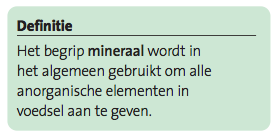 Definitie
Het begrip mineraal wordt in
het algemeen gebruikt om alle
anorganische elementen in
voedsel aan te geven.